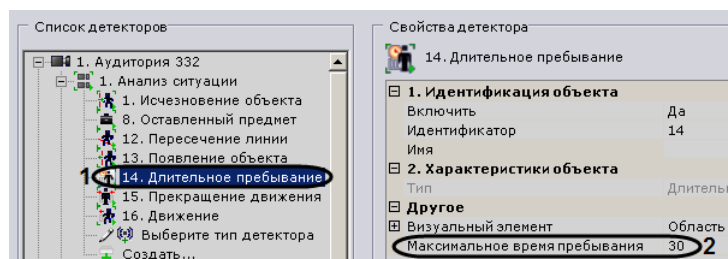 Список детекторов
1. Аудитория 332
1. Анализ ситуации
1. Исчезновение объекта
8. Оставленный предмет
12. Пересечение линии
13. Появление объекта
1
14. Длительное пребывание
15. Прекращение движения
16. Движение
Выберите тип детектора
Создать...
Свойства детектора
14. Длительное пребывание
1. Идентификация объекта
Включить Да
Идентификатор 14
Имя
2. Характеристики объекта
Тип
Другое
Визуальный элемент Область
Максимальное время пребывания 30 2